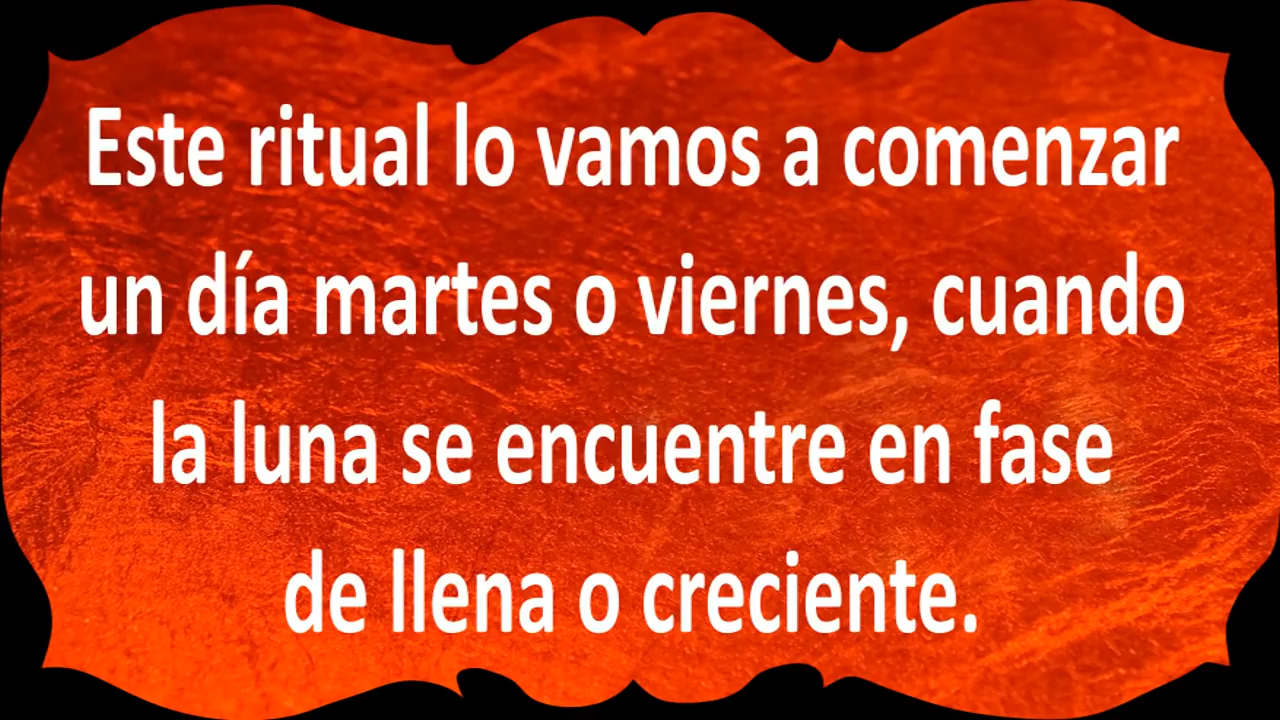 Este ritual lo vamos a comenzar
un día martes o viernes, cuando
la luna se encuentre en fase
de llena o creciente.